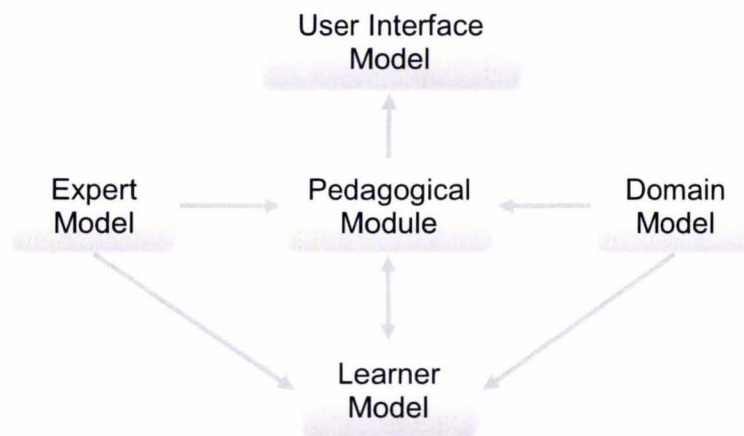 User Interface
Model
Expert
Model
Pedagogical
Module
Domain
Model
Learner
Model